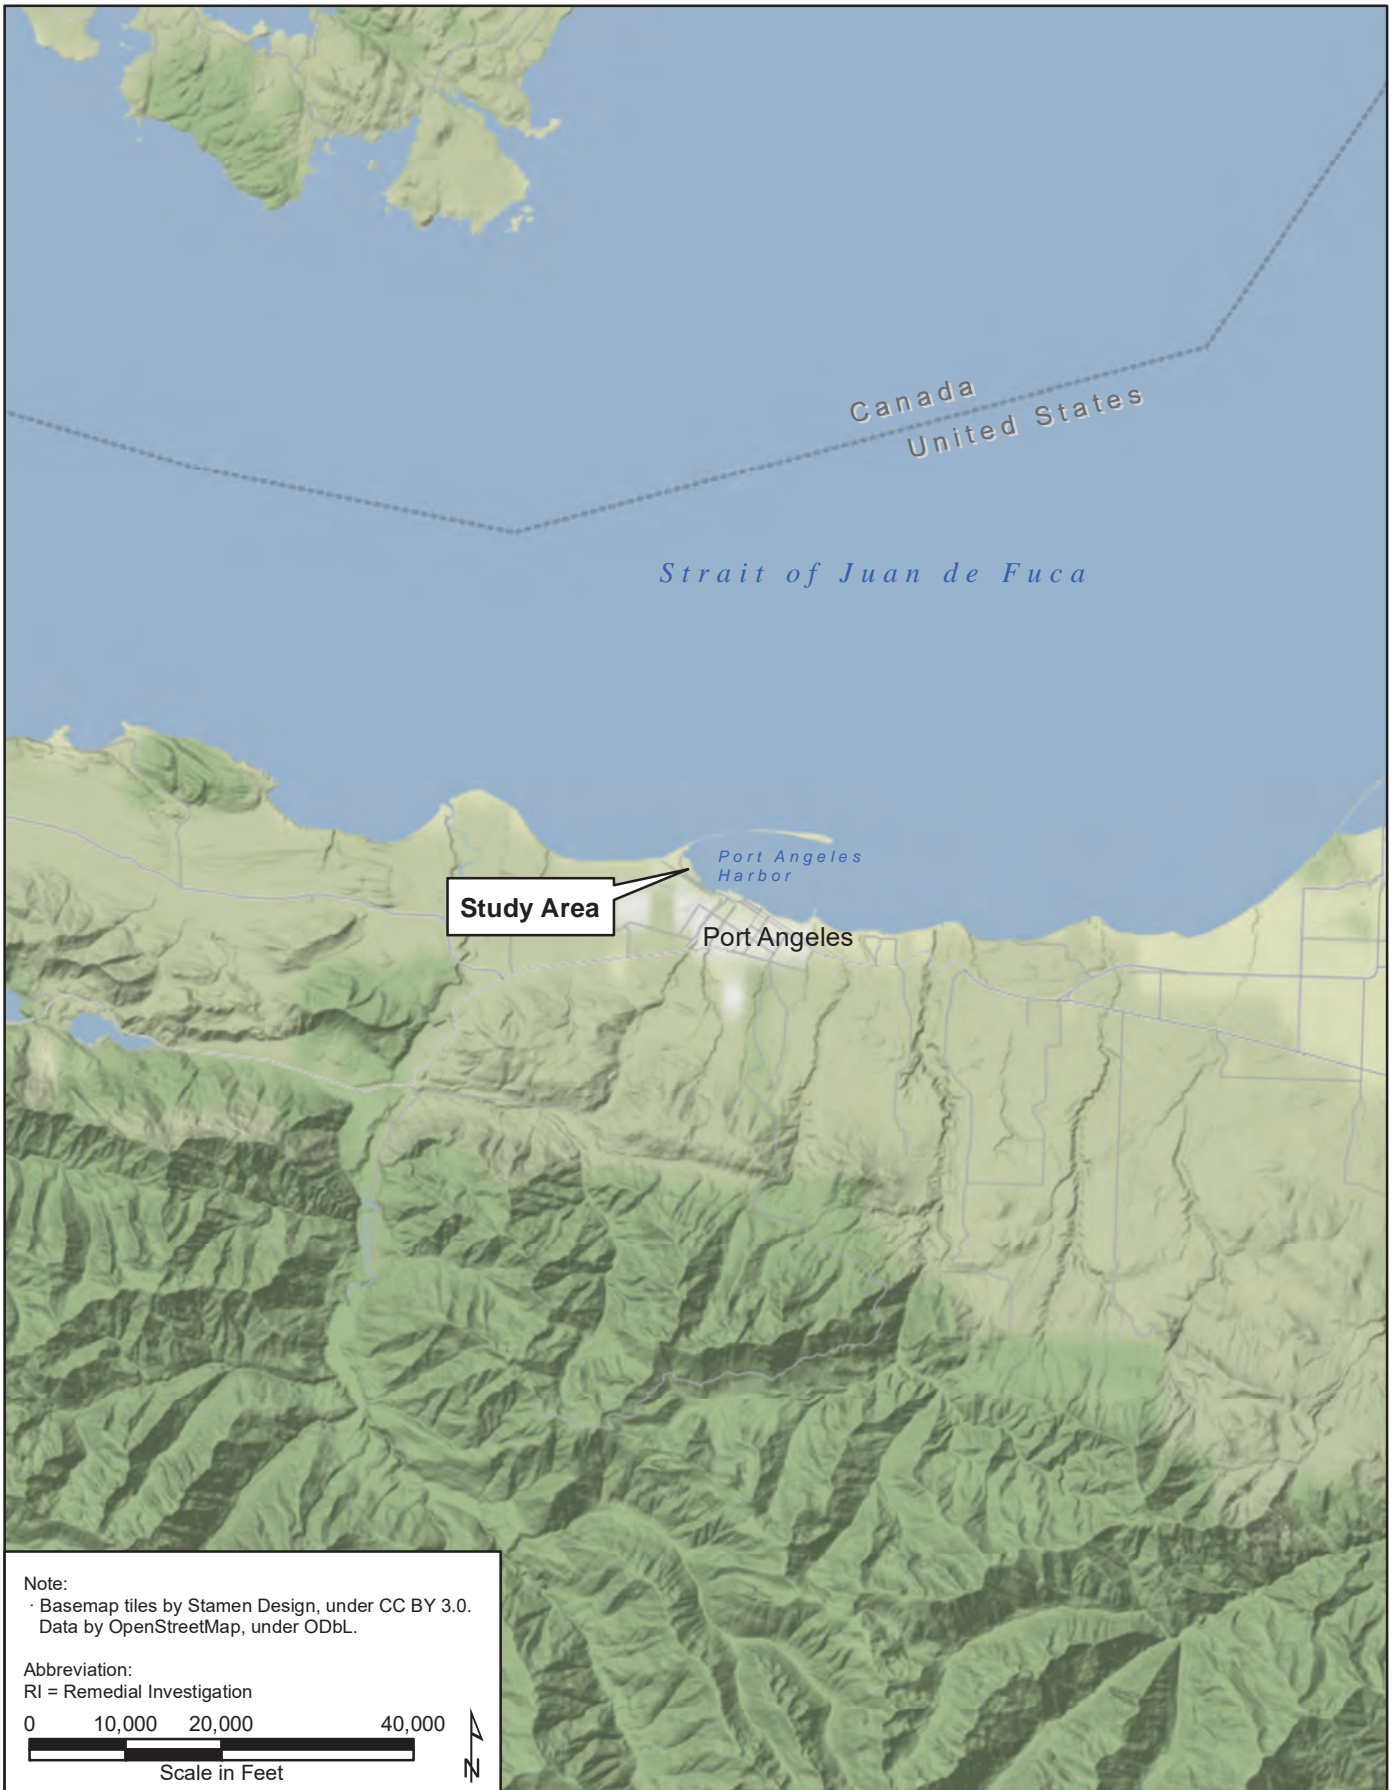 Canada
United States
Strait of Juan de Fuca
Port Angeles
Harbor
Study Area
Port Angeles
Note:
· Basemap tiles by Stamen Design, under CC BY 3.0.
Data by OpenStreetMap, under ODbL.
Abbreviation:
RI = Remedial Investigation
0 10,000 20,000 40,000
Scale in Feet
N